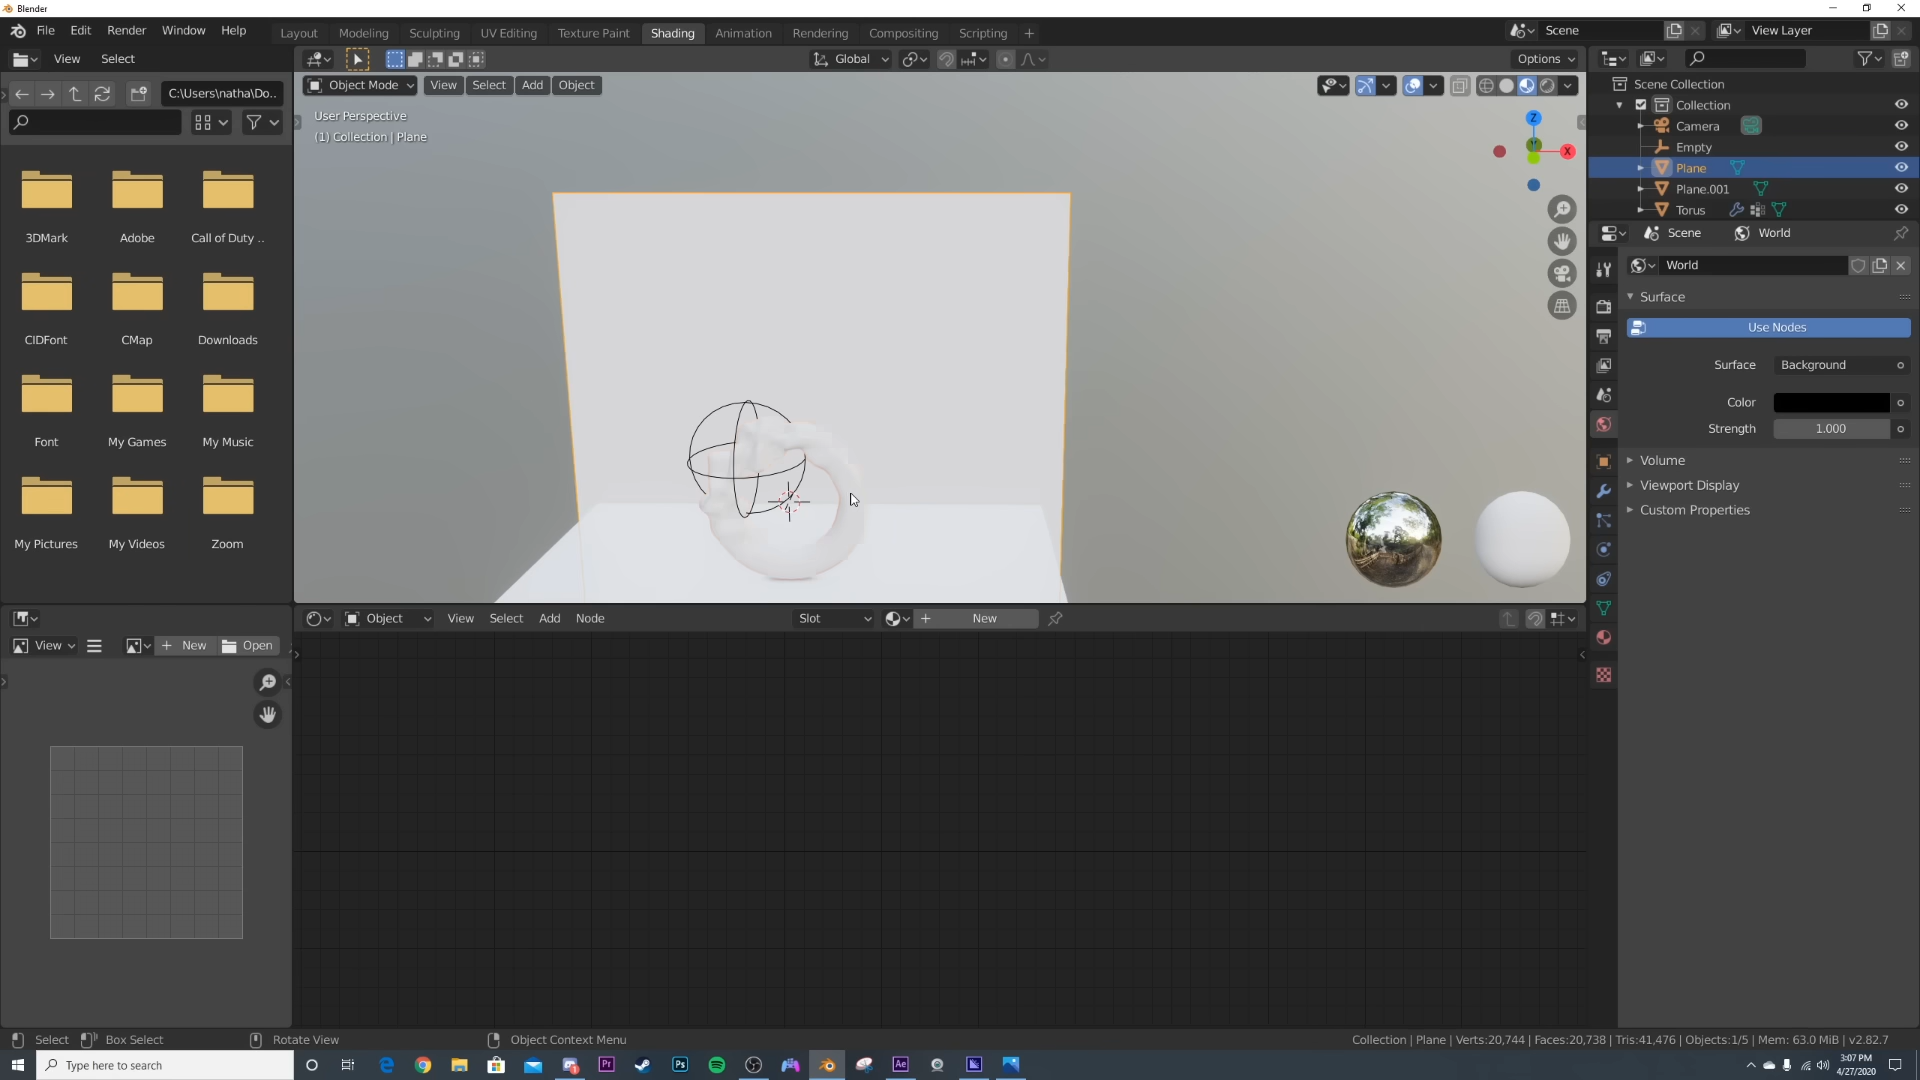 Blender
File Edit Render Window Help Layout Modeling Sculpting UV Editing Texture Paint Shading Animation Rendering Compositing Scripting + Scene View Layer
View Select Global Options
C:\Users\natha\Do.. Object Mode View Select Add Object
User Perspective
(1) Collection | Plane
Z
X
Scene Collection
Collection
Camera
Empty
Plane
Plane.001
Torus
Scene World
World
Surface
Use Nodes
Surface Background
Color
Strength 1.000
Volume
Viewport Display
Custom Properties
3DMark Adobe Call of Duty ..
CIDFont CMap Downloads
Font My Games My Music
My Pictures My Videos Zoom
Object View Select Add Node Slot New
View New Open
Select Box Select Rotate View Object Context Menu
Collection | Plane | Verts:20,744 | Faces:20,738 | Tris:41,476 | Objects:1/5 | Mem: 63.0 MiB | v2.82.7
Type here to search
Pr Ps Ae
3:07 PM
4/27/2020